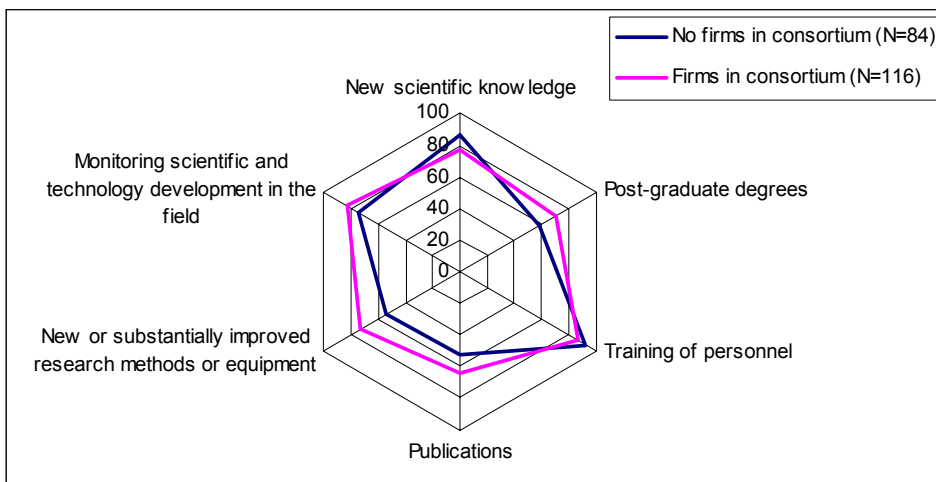 No firms in consortium (N=84)
Firms in consortium (N=116)
New scientific knowledge
100
80
60
40
20
0
Monitoring scientific and
technology development in the
field
Post-graduate degrees
New or substantially improved
research methods or equipment
Training of personnel
Publications